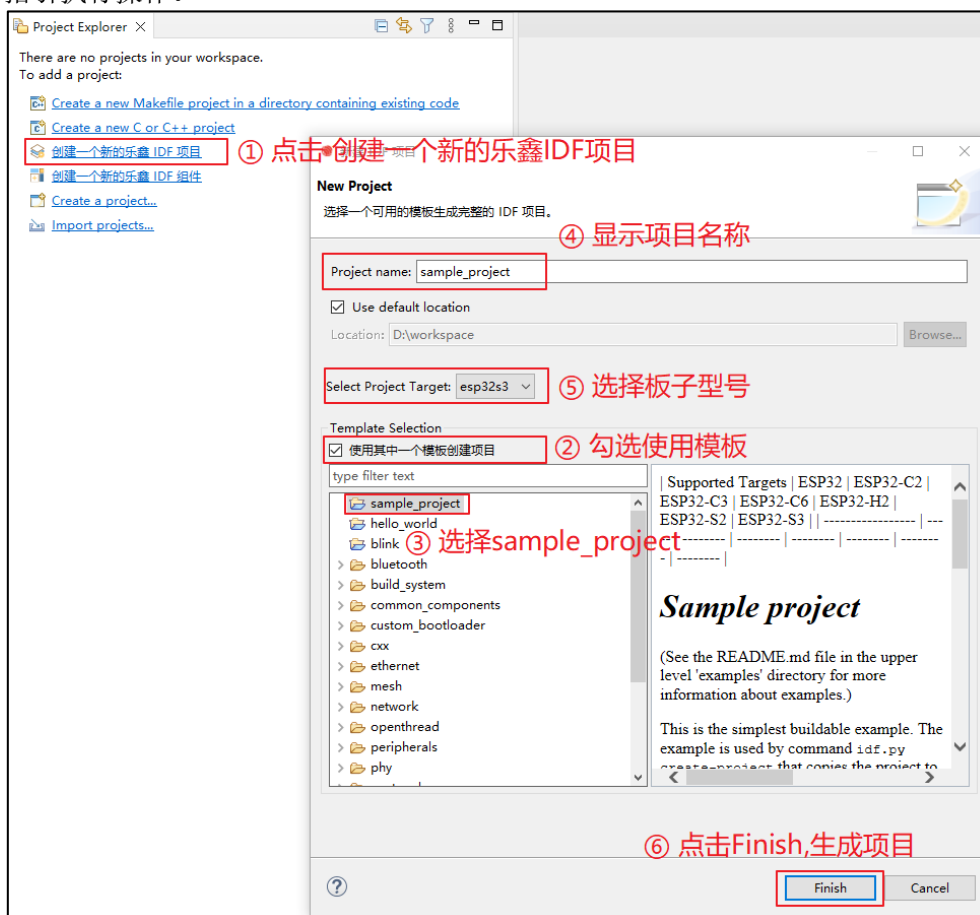 Project Explorer
There are no projects in your workspace.
To add a project:
Create a new Makefile project in a directory containing existing code
Create a new C or C++ project
创建一个新的乐鑫 IDF 项目
① 点击创建一个新的乐鑫IDF项目
创建一个新的乐鑫 IDF 组件
Create a project...
Import projects...
New Project
选择一个可用的模板生成完整的 IDF 项目。
④ 显示项目名称
Project name: sample_project
Use default location
Location: D:\workspace
Browse...
Select Project Target: esp32s3
⑤ 选择板子型号
Template Selection
使用其中一个模板创建项目
② 勾选使用模板
type filter text
sample_project
hello_world
blink
③ 选择sample_project
bluetooth
build_system
common_components
custom_bootloader
cxx
ethernet
mesh
network
openthread
peripherals
phy
| Supported Targets | ESP32 | ESP32-C2 |
ESP32-C3 | ESP32-C6 | ESP32-H2 |
ESP32-S2 | ESP32-S3 | | ----------------- | ---
-- -------- | -------- | -------- | -------- | -------
- | -------- |
Sample project
(See the README.md file in the upper
level 'examples' directory for more
information about examples.)
This is the simplest buildable example. The
example is used by command idf.py
create-project that copies the project to
⑥ 点击Finish,生成项目
Finish
Cancel